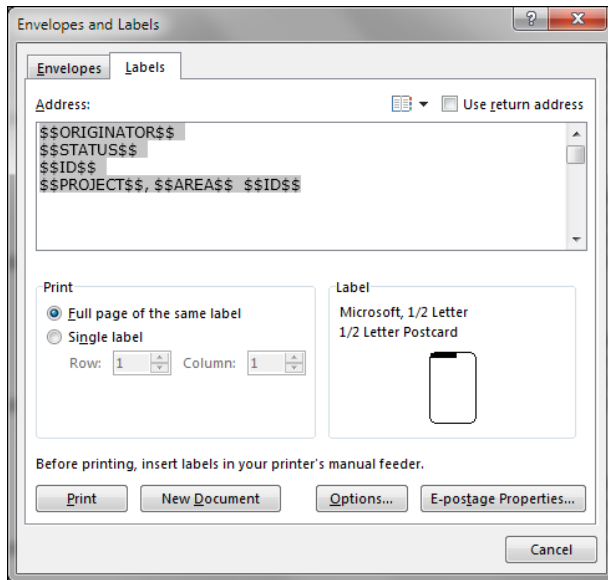 Envelopes and Labels
Envelopes Labels
Address: Use return address
$$ORIGINATOR$$
$$STATUS$$
$$ID$$
$$PROJECT$$, $$AREA$$ $$ID$$
Print
Full page of the same label
Single label
Row: 1 Column: 1
Label
Microsoft, 1/2 Letter
1/2 Letter Postcard
Before printing, insert labels in your printer's manual feeder.
Print New Document Options... E-postage Properties...
Cancel